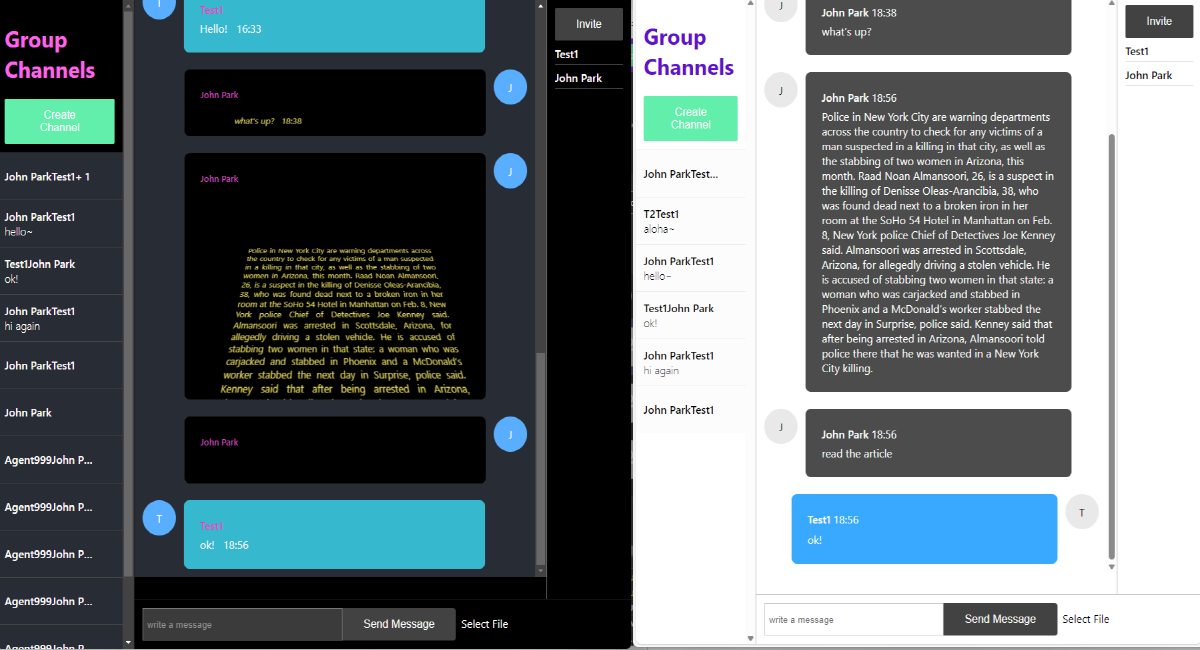 Group
Channels
Create
Channel
John ParkTest1+ 1
John ParkTest1
hello~
Test1John Park
ok!
John ParkTest1
hi again
John ParkTest1
John Park
Agent999John P...
Agent999John P...
Agent999John P...
Agent999John P...
Agent999John P
T
Test1
Hello! 16:33
John Park
what's up? 18:38
J
John Park
J
Police in New York City are warning departments across
the country to check for any victims of a man suspected
in a killing in that city, as well as the stabbing of two
women in Arizona, this month. Raad Noan Almansoori,
26, is a suspect in the killing of Denisse Oleas-Arancibia,
38, who was found dead next to a broken iron in her
room at the SoHo 54 Hotel in Manhattan on Feb. 8, New
York police Chief of Detectives Joe Kenney said.
Almansoori was arrested in Scottsdale, Arizona, for
allegedly driving a stolen vehicle. He is accused of
stabbing two women in that state: a woman who was
carjacked and stabbed in Phoenix and a McDonald's
worker stabbed the next day in Surprise, police said.
Kenney said that after being arrested in Arizona,
John Park
J
T
Test1
ok! 18:56
write a message
Send Message
Select File
Invite
Test1
John Park
Group
Channels
Create
Channel
John ParkTest...
T2Test1
aloha~
John ParkTest1
hello~
Test1John Park
ok!
John ParkTest1
hi again
John ParkTest1
J
John Park 18:38
what's up?
J
John Park 18:56
Police in New York City are warning departments
across the country to check for any victims of a
man suspected in a killing in that city, as well as
the stabbing of two women in Arizona, this
month. Raad Noan Almansoori, 26, is a suspect in
the killing of Denisse Oleas-Arancibia, 38, who
was found dead next to a broken iron in her
room at the SoHo 54 Hotel in Manhattan on Feb.
8, New York police Chief of Detectives Joe Kenney
said. Almansoori was arrested in Scottsdale,
Arizona, for allegedly driving a stolen vehicle. He
is accused of stabbing two women in that state: a
woman who was carjacked and stabbed in
Phoenix and a McDonald's worker stabbed the
next day in Surprise, police said. Kenney said that
after being arrested in Arizona, Almansoori told
police there that he was wanted in a New York
City killing.
J
John Park 18:56
read the article
Test1 18:56
ok!
T
write a message
Send Message
Select File
Invite
Test1
John Park